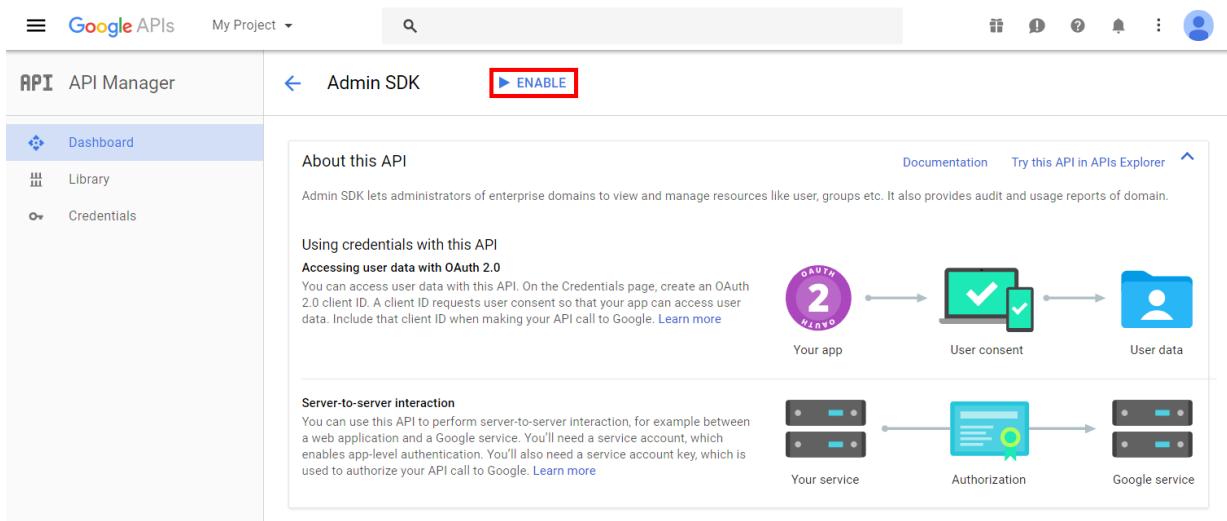 Google APIs
My Project
API API Manager
Admin SDK
ENABLE
Dashboard
Library
Credentials
About this API
Documentation
Try this API in APIs Explorer
Admin SDK lets administrators of enterprise domains to view and manage resources like user, groups etc. It also provides audit and usage reports of domain.
Using credentials with this API
Accessing user data with OAuth 2.0
You can access user data with this API. On the Credentials page, create an OAuth
2.0 client ID. A client ID requests user consent so that your app can access user
data. Include that client ID when making your API call to Google. Learn more
OAUTH
2
OAUTH
Your app
User consent
User data
Server-to-server interaction
You can use this API to perform server-to-server interaction, for example between
a web application and a Google service. You'll need a service account, which
enables app-level authentication. You'll also need a service account key, which is
used to authorize your API call to Google. Learn more
Your service
Authorization
Google service